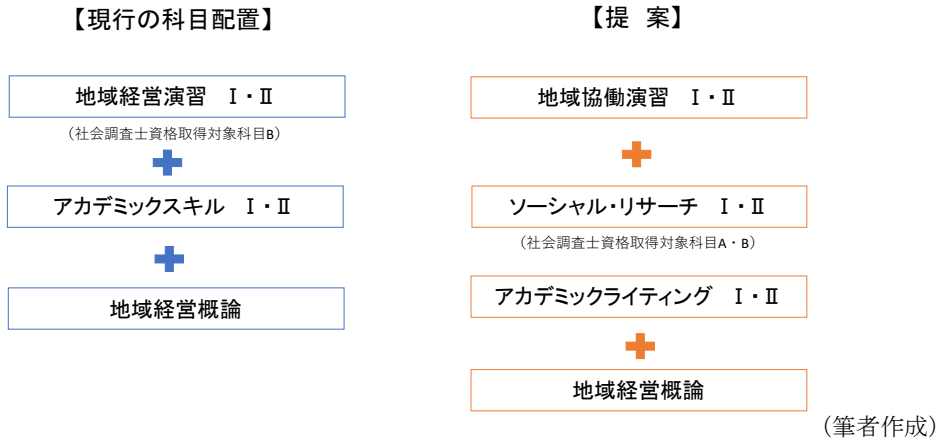 【現行の科目配置】
地域経営演習 Ⅰ・Ⅱ
（社会調査士資格取得対象科目B）
アカデミックスキル Ⅰ・Ⅱ
地域経営概論
【提 案】
地域協働演習 Ⅰ・Ⅱ
ソーシャル・リサーチ Ⅰ・Ⅱ
（社会調査士資格取得対象科目A・B）
アカデミックライティング Ⅰ・Ⅱ
地域経営概論
（筆者作成）